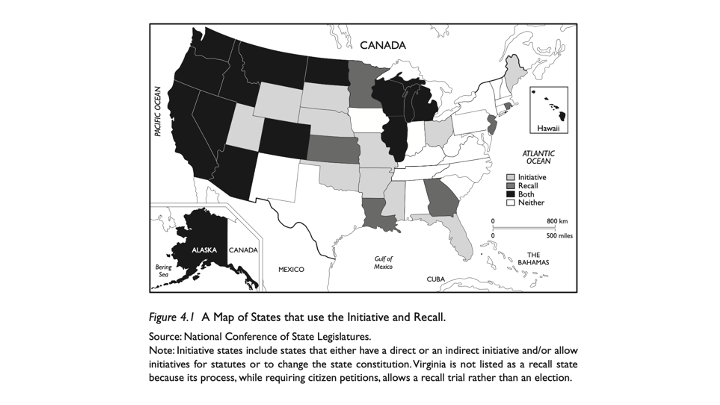 CANADA
PACIFIC OCEAN
Hawaii
ATLANTIC
OCEAN
Initiative
Recall
Both
Neither
0 800 km
0 500 miles
ALASKA
CANADA
Bering
Sea
MEXICO
Gulf of
Mexico
CUBA
THE
BAHAMAS
Figure 4.1 A Map of States that use the Initiative and Recall.
Source: National Conference of State Legislatures.
Note: Initiative states include states that either have a direct or an indirect initiative and/or allow
initiatives for statutes or to change the state constitution. Virginia is not listed as a recall state
because its process, while requiring citizen petitions, allows a recall trial rather than an election.